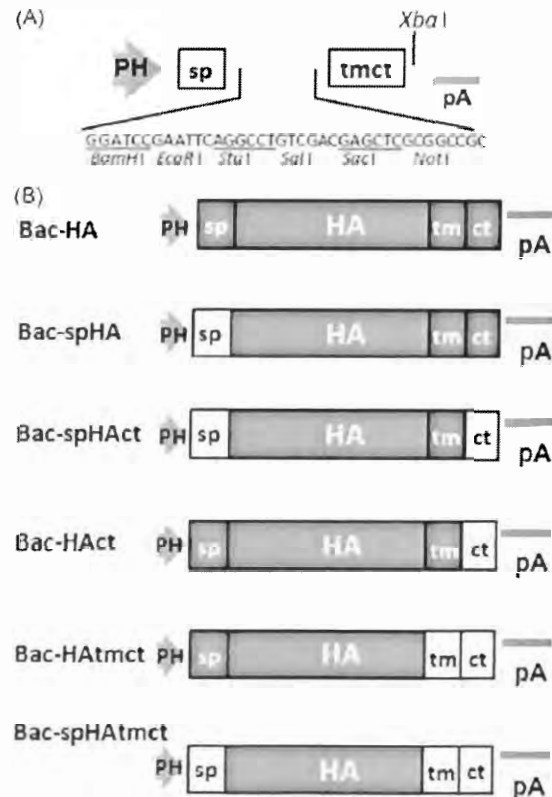 (A)
XbaI
PH sp tmct
pA
GGATCCGAATTCAGGCCTGTCGACGAGCTCGCGGCCGC
BamHI EcoRI StuI SalI SacI NotI
(B)
Bac-HA PH sp HA tm ct pA
Bac-spHA PH sp HA tm ct pA
Bac-spHAct PH sp HA tm ct pA
Bac-HAct PH sp HA tm ct pA
Bac-HAtmct PH sp HA tm ct pA
Bac-spHAtmct
PH sp HA tm ct pA